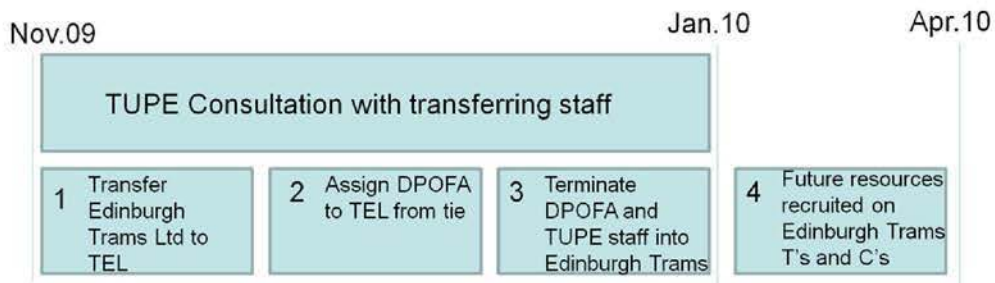 Nov.09
Jan.10
Apr.10
TUPE Consultation with transferring staff
1
Transfer
Edinburgh
Trams Ltd to
TEL
2
Assign DPOFA
to TEL from tie
3
Terminate
DPOFA and
TUPE staff into
Edinburgh Trams
4
Future resources
recruited on
Edinburgh Trams
T's and C's